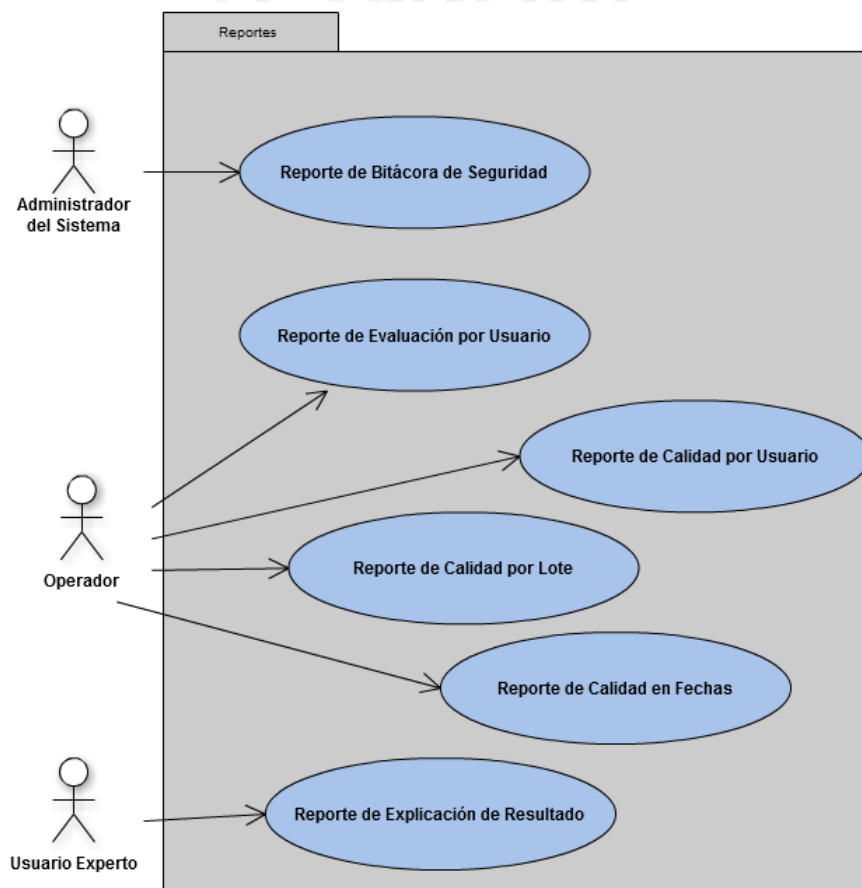 Reportes
Reporte de Bitácora de Seguridad
Administrador
del Sistema
Reporte de Evaluación por Usuario
Reporte de Calidad por Usuario
Operador
Reporte de Calidad por Lote
Reporte de Calidad en Fechas
Reporte de Explicación de Resultado
Usuario Experto